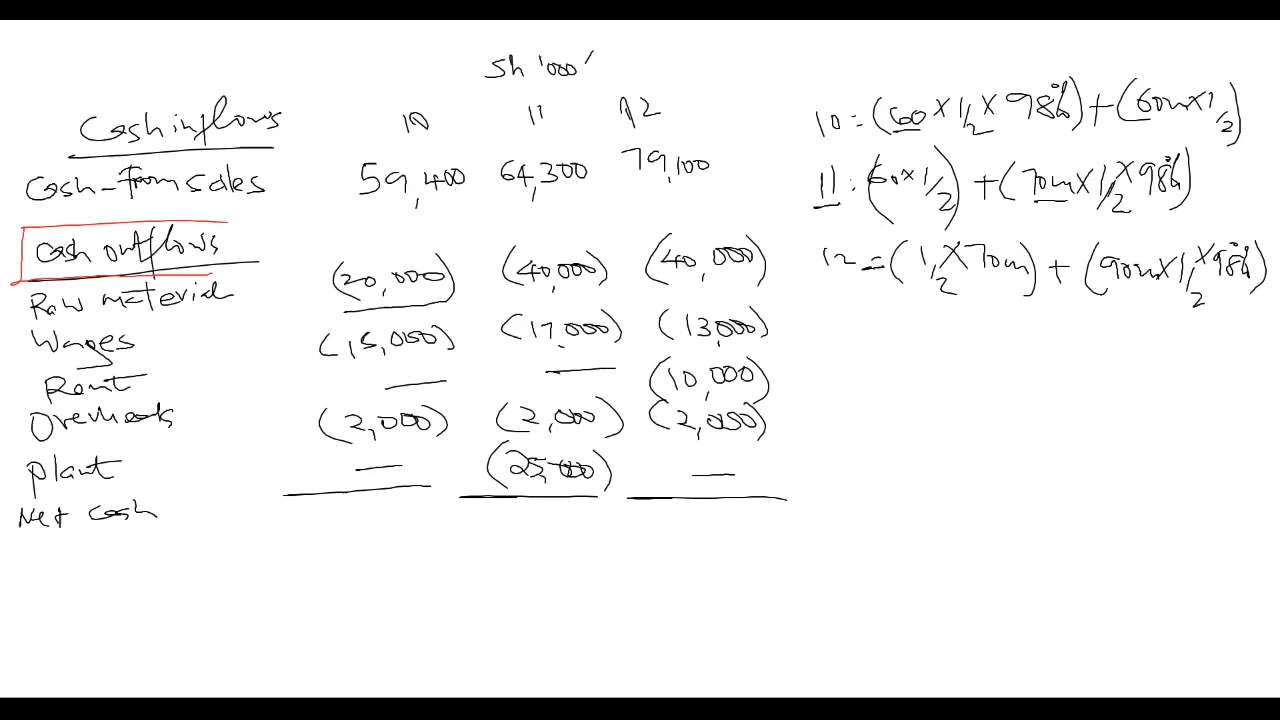 Sh '000'
Cash inflows 10 11 12
Cash from sales 59,400 64,300 79,100
Cash outflows
Raw material (20,000) (40,000) (40,000)
Wages (15,000) (17,000) (13,000)
Rent — — (10,000)
Overheads (2,000) (2,000) (2,000)
Plant — (25,000) —
Net cash
10 = (60 × 1/2 × 98%) + (60m × 1/2)
11 : (60 × 1/2) + (70m × 1/2 × 98%)
12 = (1/2 × 70m) + (90m × 1/2 × 98%)